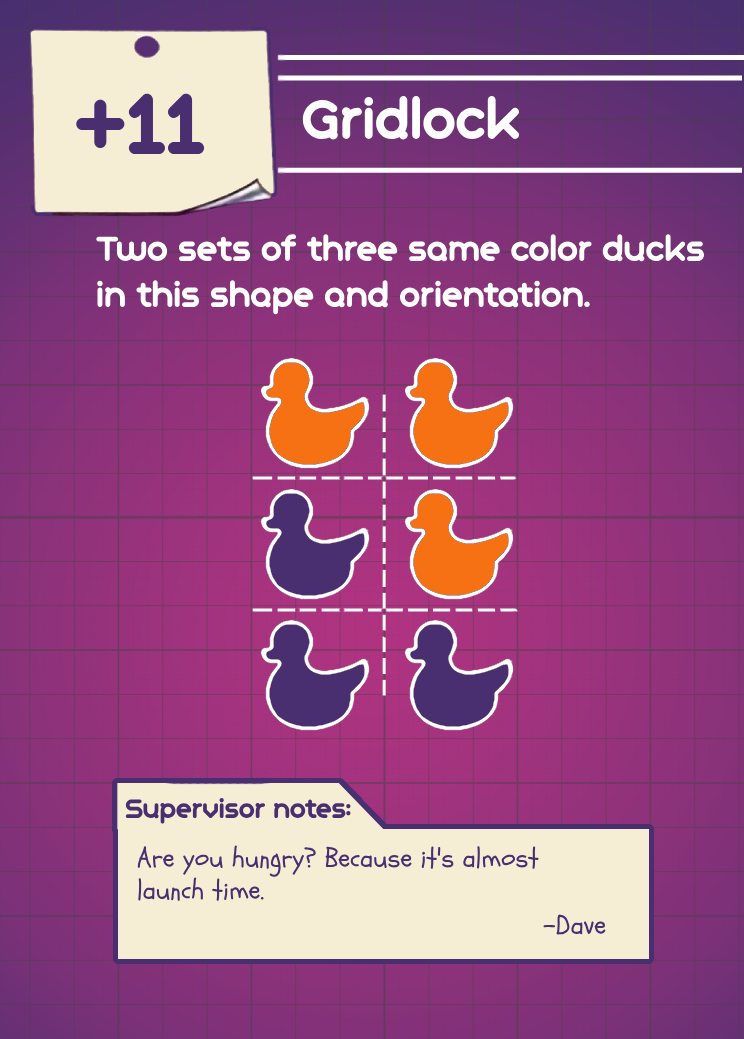 +11
Gridlock
Two sets of three same color ducks
in this shape and orientation.
Supervisor notes:
Are you hungry? Because it's almost
launch time.
-Dave